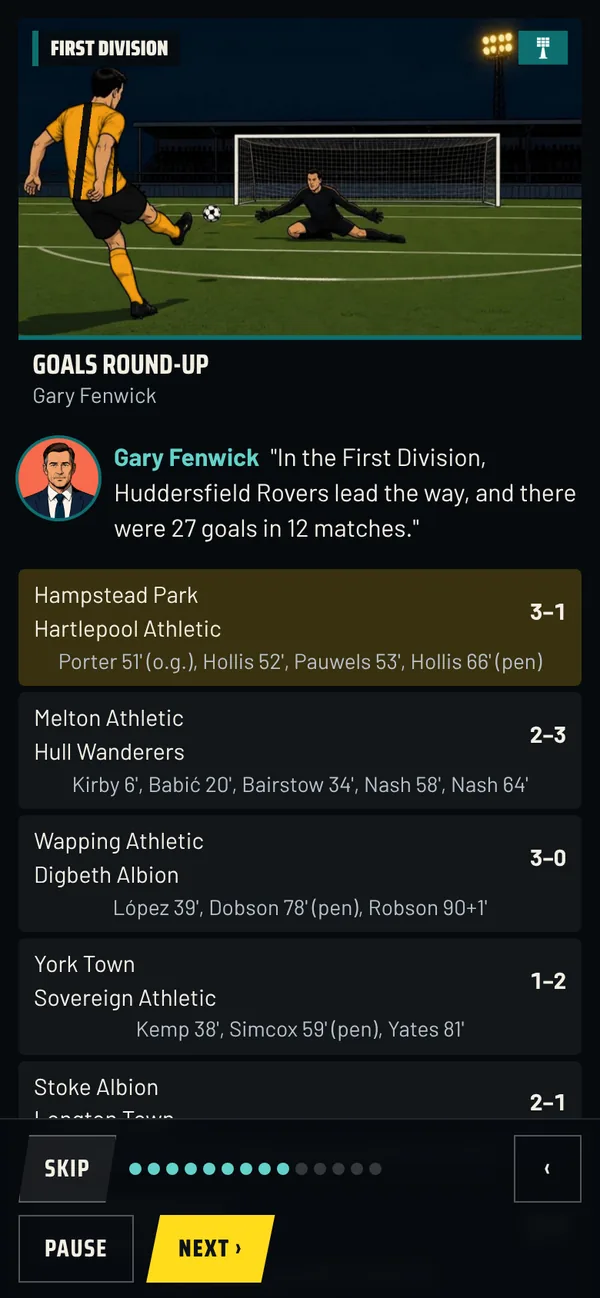 FIRST DIVISION
GOALS ROUND-UP
Gary Fenwick
Gary Fenwick "In the First Division,
Huddersfield Rovers lead the way, and there
were 27 goals in 12 matches."
Hampstead Park
3–1
Hartlepool Athletic
Porter 51' (o.g.), Hollis 52', Pauwels 53', Hollis 66' (pen)
Melton Athletic
2–3
Hull Wanderers
Kirby 6', Babić 20', Bairstow 34', Nash 58', Nash 64'
Wapping Athletic
3–0
Digbeth Albion
López 39', Dobson 78' (pen), Robson 90+1'
York Town
1–2
Sovereign Athletic
Kemp 38', Simcox 59' (pen), Yates 81'
Stoke Albion
2–1
Town
SKIP
‹
PAUSE
NEXT ›